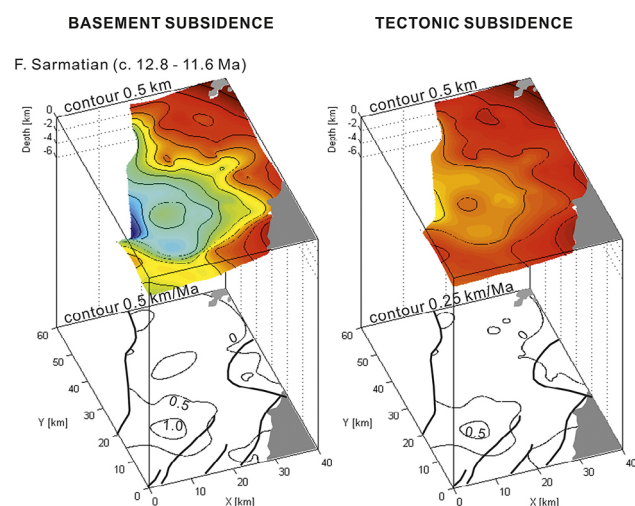 BASEMENT SUBSIDENCE
TECTONIC SUBSIDENCE
F. Sarmatian (c. 12.8 - 11.6 Ma)
contour 0.5 km
contour 0.5 km
0
-2
-4
-6
Depth [km]
0
-2
-4
-6
Depth [km]
contour 0.5 km/Ma
contour 0.25 km/Ma
60
50
40
30
20
10
0
Y [km]
0
10
20
30
40
X [km]
0
0.5
1.0
60
50
40
30
20
10
0
Y [km]
0
10
20
30
40
X [km]
0
0.5